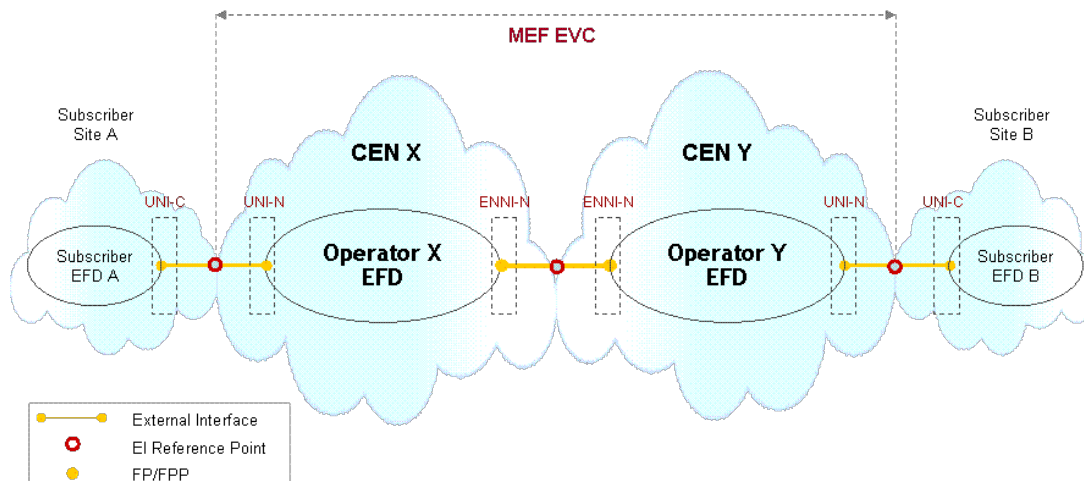 MEF EVC
Subscriber
Site A
Subscriber
Site B
CEN X
CEN Y
UNI-C
UNI-N
ENNI-N
ENNI-N
UNI-N
UNI-C
Subscriber
EFD A
Operator X
EFD
Operator Y
EFD
Subscriber
EFD B
External Interface
EI Reference Point
FP/FPP